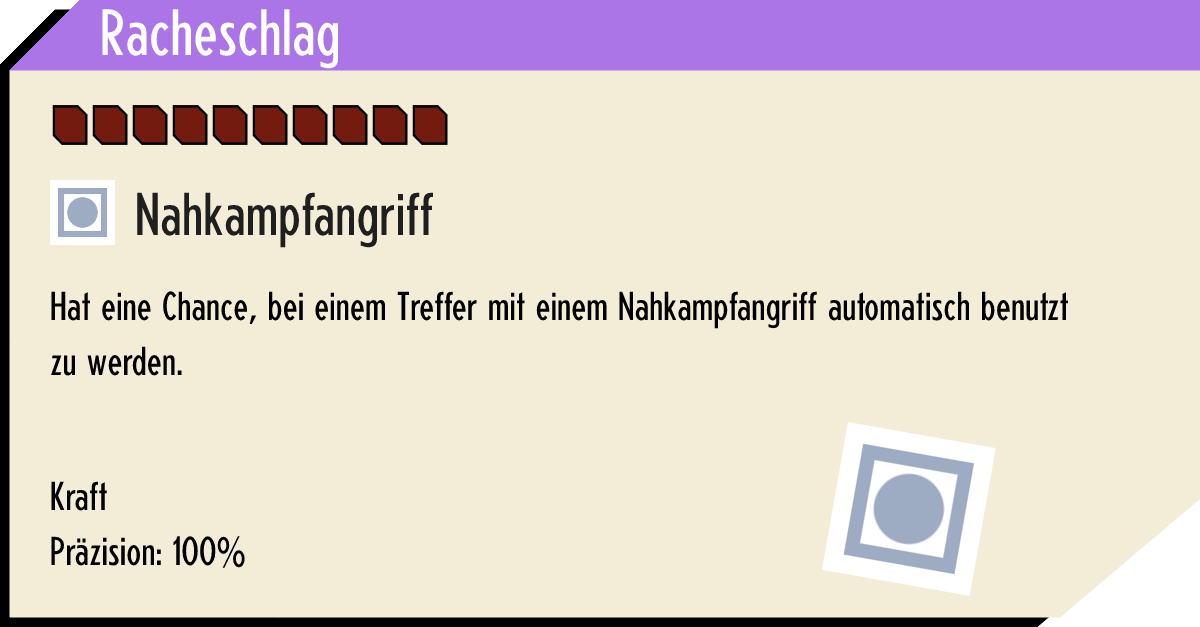 Racheschlag
Nahkampfangriff
Hat eine Chance, bei einem Treffer mit einem Nahkampfangriff automatisch benutzt
zu werden.
Kraft
Präzision: 100%